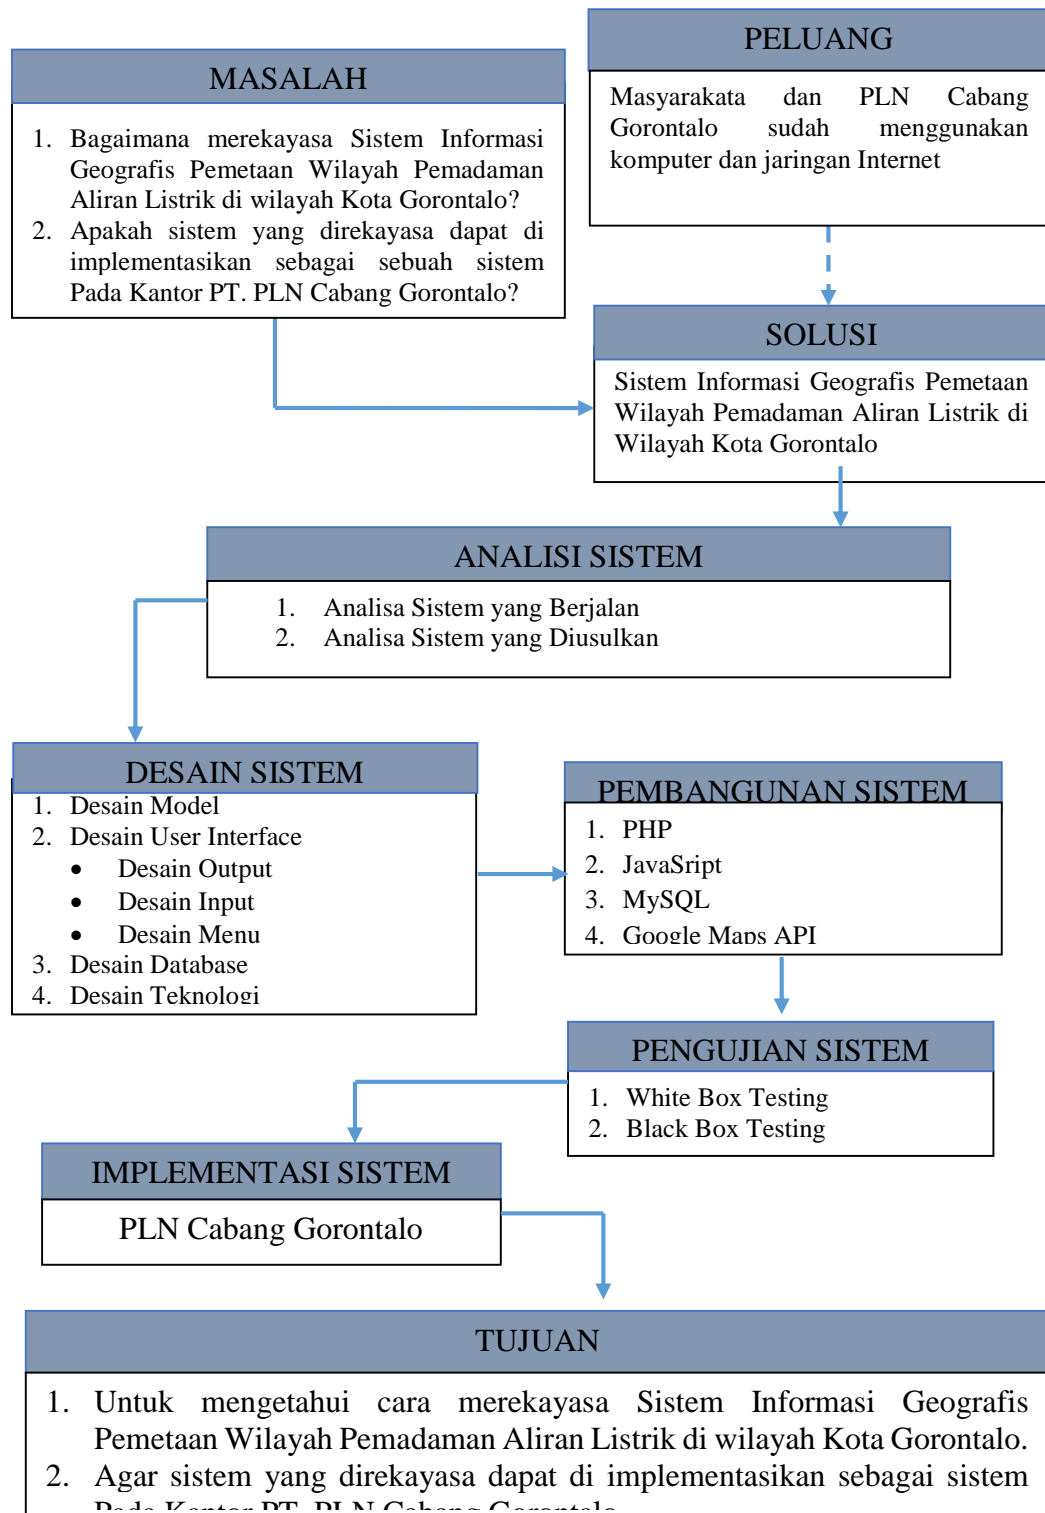 PELUANG
Masyarakata dan PLN Cabang
Gorontalo sudah menggunakan
komputer dan jaringan Internet
MASALAH
1. Bagaimana merekayasa Sistem Informasi
Geografis Pemetaan Wilayah Pemadaman
Aliran Listrik di wilayah Kota Gorontalo?
2. Apakah sistem yang direkayasa dapat di
implementasikan sebagai sebuah sistem
Pada Kantor PT. PLN Cabang Gorontalo?
SOLUSI
Sistem Informasi Geografis Pemetaan
Wilayah Pemadaman Aliran Listrik di
Wilayah Kota Gorontalo
ANALISI SISTEM
1. Analisa Sistem yang Berjalan
2. Analisa Sistem yang Diusulkan
DESAIN SISTEM
1. Desain Model
2. Desain User Interface
• Desain Output
• Desain Input
• Desain Menu
3. Desain Database
4. Desain Teknologi
PEMBANGUNAN SISTEM
1. PHP
2. JavaSript
3. MySQL
4. Google Maps API
PENGUJIAN SISTEM
1. White Box Testing
2. Black Box Testing
IMPLEMENTASI SISTEM
PLN Cabang Gorontalo
TUJUAN
1. Untuk mengetahui cara merekayasa Sistem Informasi Geografis
Pemetaan Wilayah Pemadaman Aliran Listrik di wilayah Kota Gorontalo.
2. Agar sistem yang direkayasa dapat di implementasikan sebagai sistem
Pada Kantor PT. PLN Cabang Gorontalo